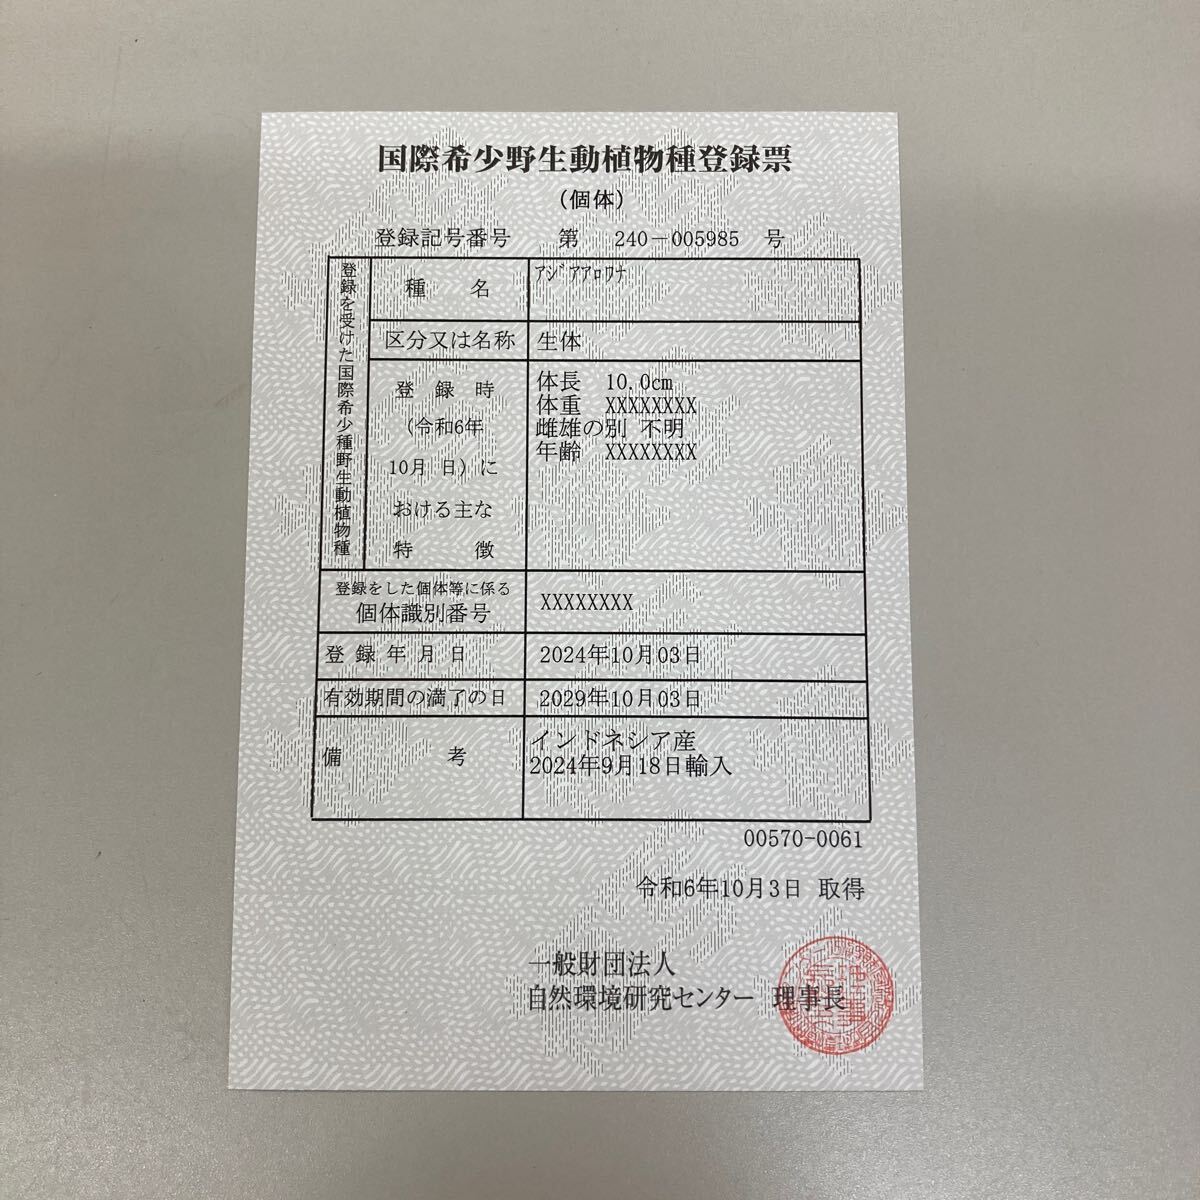 国際希少野生動植物種登録票
（個体）
登録記号番号 第 240－005985 号
登録を受けた国際希少種野生動植物種
種 名
ｱｼﾞｱｱﾛﾜﾅ
区分又は名称
生体
登 録 時
（令和6年
10月 日）に
おける主な
特 徴
体長 10.0cm
体重 XXXXXXXX
雌雄の別 不明
年齢 XXXXXXXX
登録をした個体等に係る
個体識別番号
XXXXXXXX
登 録 年 月 日
2024年10月03日
有効期間の満了の日
2029年10月03日
備 考
インドネシア産
2024年9月18日輸入
00570-0061
令和6年10月3日 取得
一般財団法人
自然環境研究センター 理事長